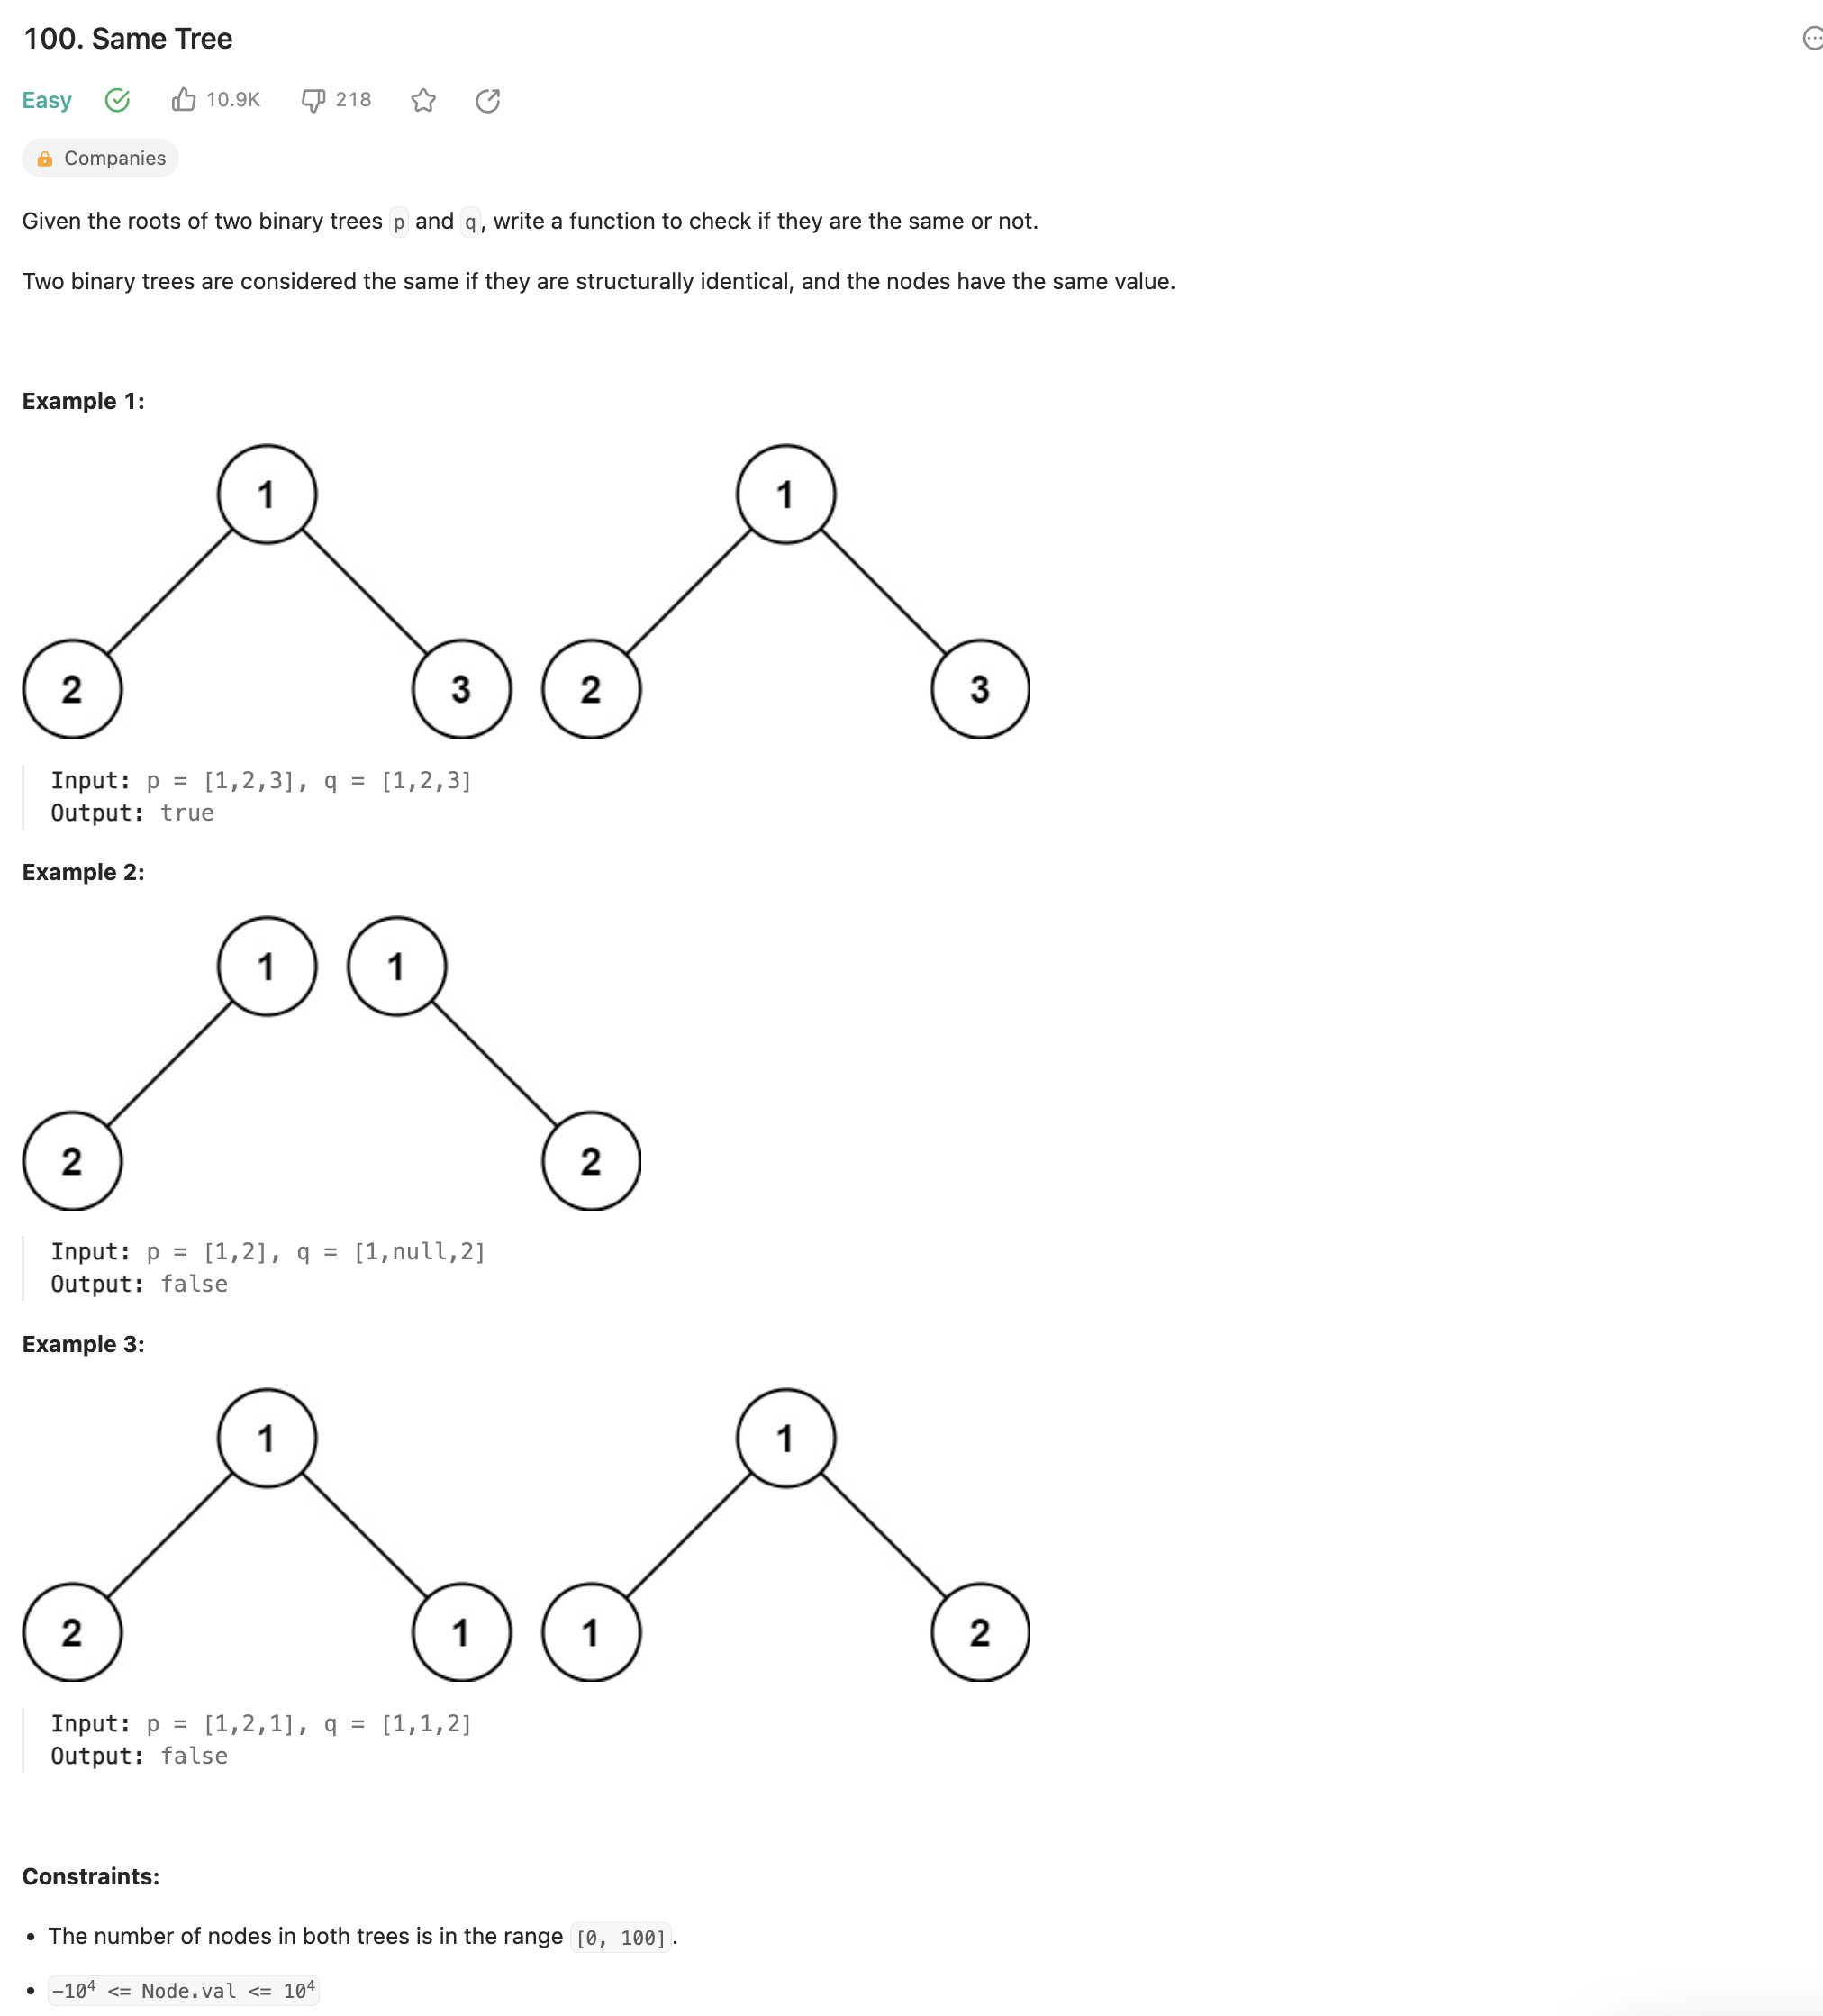 100. Same Tree
Easy 10.9K 218
Companies
Given the roots of two binary trees p and q, write a function to check if they are the same or not.
Two binary trees are considered the same if they are structurally identical, and the nodes have the same value.
Example 1:
1 1
2 3 2 3
Input: p = [1,2,3], q = [1,2,3]
Output: true
Example 2:
1 1
2 2
Input: p = [1,2], q = [1,null,2]
Output: false
Example 3:
1 1
2 1 1 2
Input: p = [1,2,1], q = [1,1,2]
Output: false
Constraints:
• The number of nodes in both trees is in the range [0, 100].
• -10⁴ <= Node.val <= 10⁴